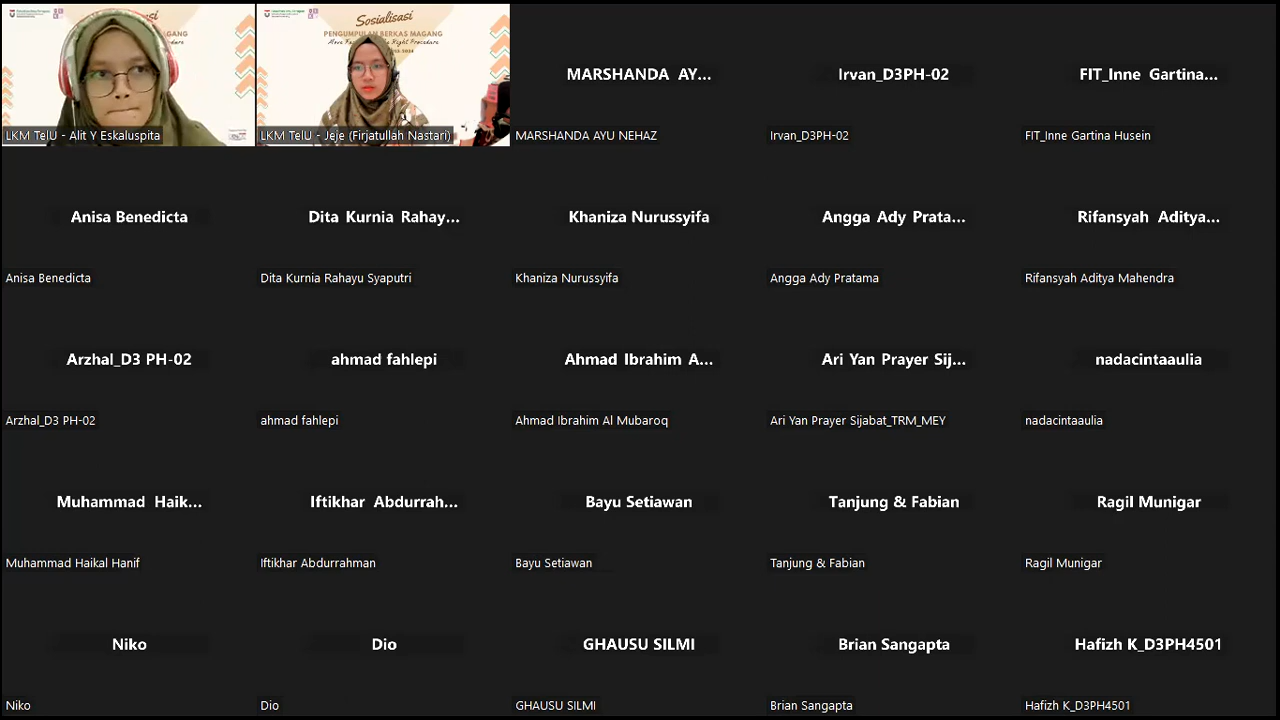 Sosialisasi
PENGUMPULAN BERKAS MAGANG
LKM TelU - Alit Y Eskaluspita
LKM TelU - Jeje (Firjatullah Nastari)
MARSHANDA AY...
MARSHANDA AYU NEHAZ
Irvan_D3PH-02
Irvan_D3PH-02
FIT_Inne Gartina...
FIT_Inne Gartina Husein
Anisa Benedicta
Anisa Benedicta
Dita Kurnia Rahay...
Dita Kurnia Rahayu Syaputri
Khaniza Nurussyifa
Khaniza Nurussyifa
Angga Ady Prata...
Angga Ady Pratama
Rifansyah Aditya...
Rifansyah Aditya Mahendra
Arzhal_D3 PH-02
Arzhal_D3 PH-02
ahmad fahlepi
ahmad fahlepi
Ahmad Ibrahim A...
Ahmad Ibrahim Al Mubaroq
Ari Yan Prayer Sij...
Ari Yan Prayer Sijabat_TRM_MEY
nadacintaaulia
nadacintaaulia
Muhammad Haik...
Muhammad Haikal Hanif
Iftikhar Abdurrah...
Iftikhar Abdurrahman
Bayu Setiawan
Bayu Setiawan
Tanjung & Fabian
Tanjung & Fabian
Ragil Munigar
Ragil Munigar
Niko
Niko
Dio
Dio
GHAUSU SILMI
GHAUSU SILMI
Brian Sangapta
Brian Sangapta
Hafizh K_D3PH4501
Hafizh K_D3PH4501